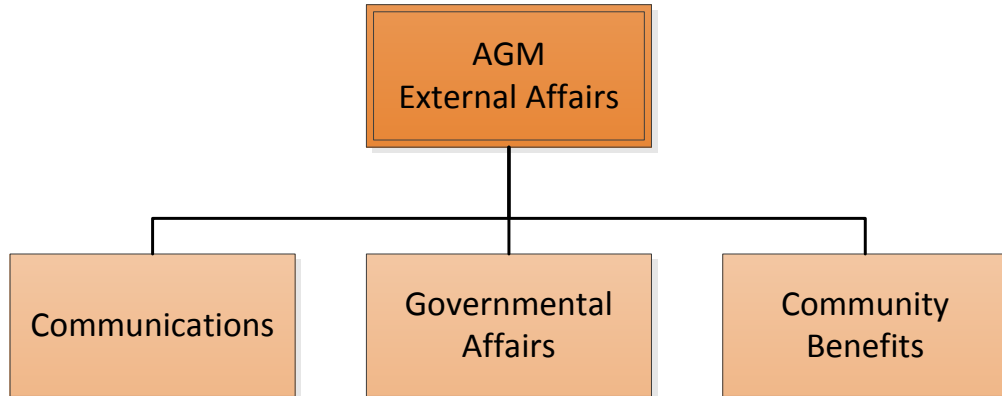 AGM
External Affairs
Communications
Governmental
Affairs
Community
Benefits